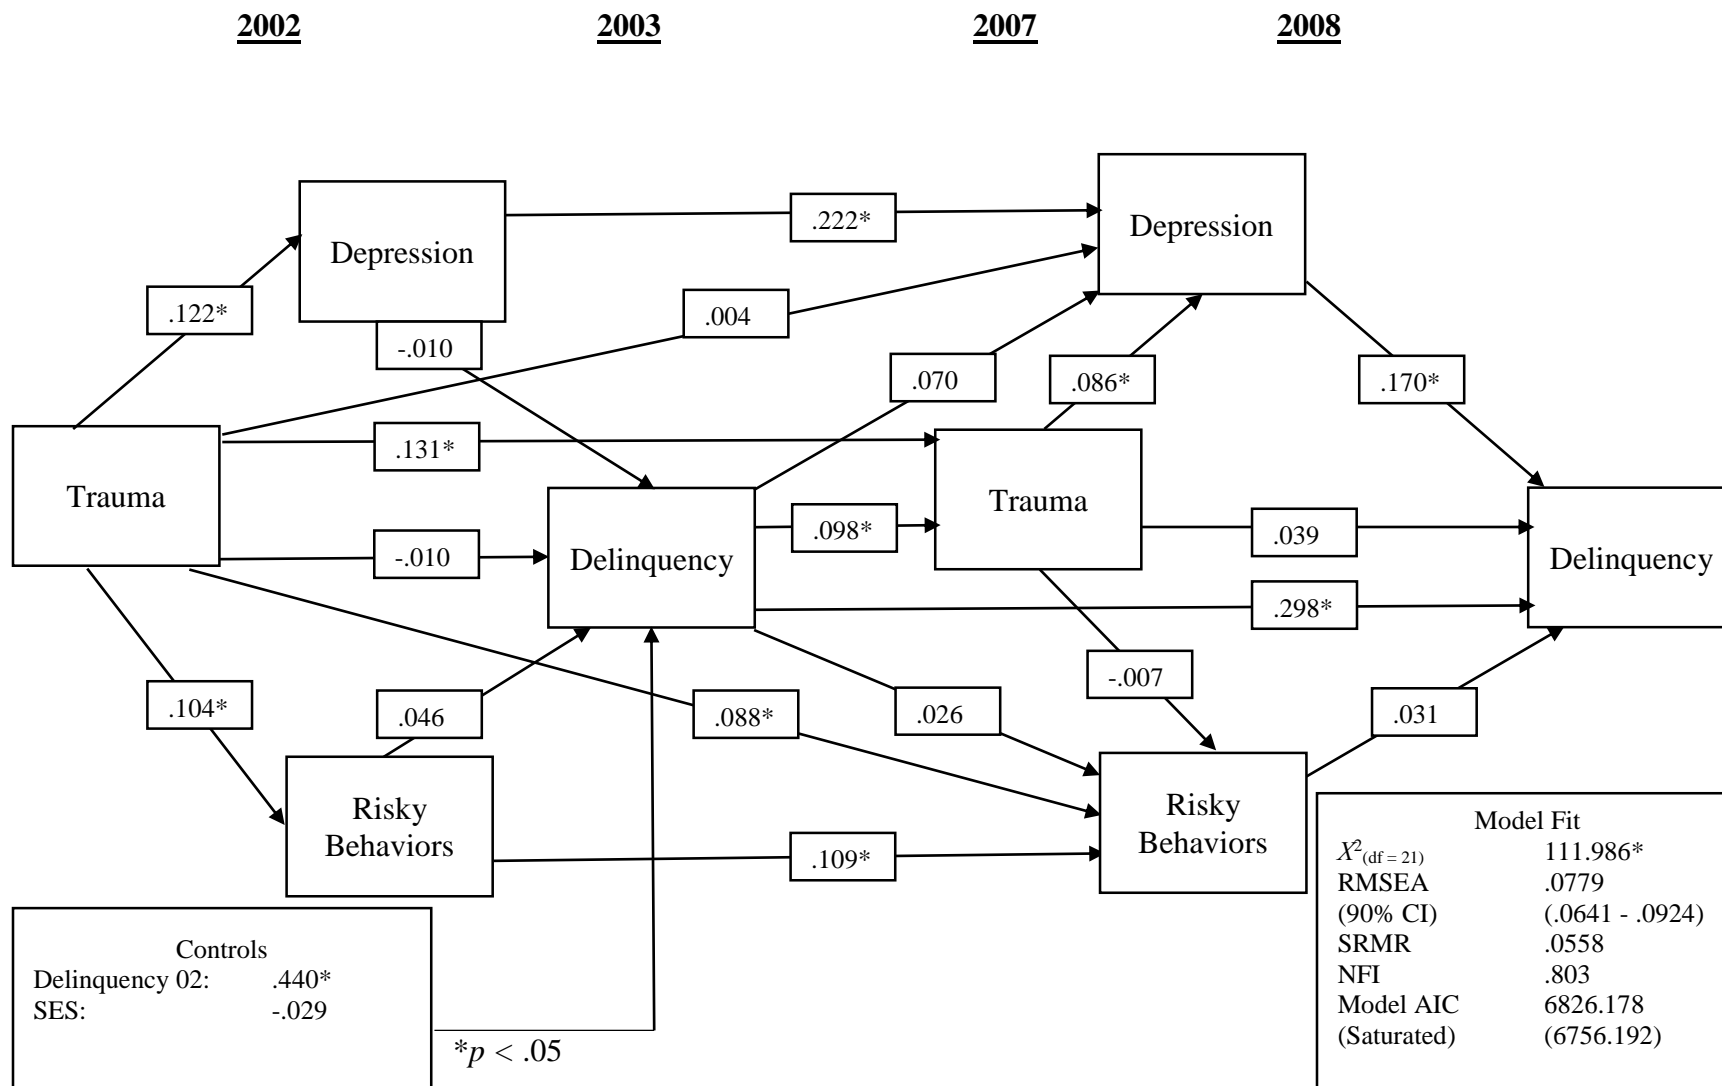 2002 2003 2007 2008
Depression
Depression
.222*
.122*
.004
-.010
.070
.086*
.170*
.131*
Trauma
Trauma
.098*
.039
-.010
Delinquency
Delinquency
.298*
-.007
.104*
.046
.088*
.026
.031
Risky
Behaviors
Risky
Behaviors
.109*
Controls
Delinquency 02: .440*
SES: -.029
*p < .05
Model Fit
X²(df = 21) 111.986*
RMSEA .0779
(90% CI) (.0641 - .0924)
SRMR .0558
NFI .803
Model AIC 6826.178
(Saturated) (6756.192)